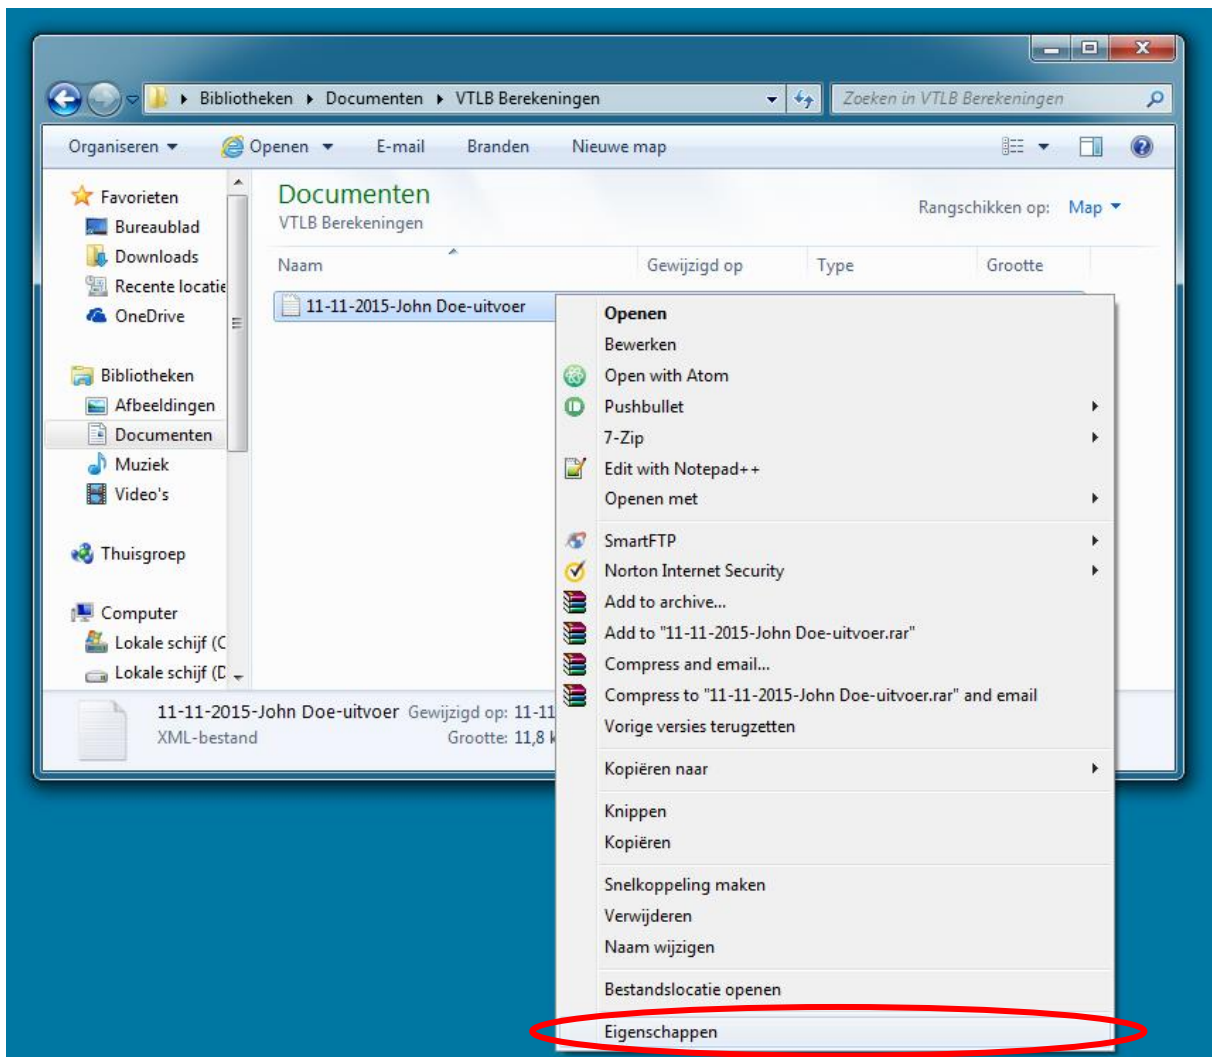 Bibliotheken Documenten VTLB Berekeningen
Zoeken in VTLB Berekeningen
Organiseren Openen E-mail Branden Nieuwe map
Favorieten
Bureaublad
Downloads
Recente locatie
OneDrive
Bibliotheken
Afbeeldingen
Documenten
Muziek
Video's
Thuisgroep
Computer
Lokale schijf (C
Lokale schijf (D
Documenten
VTLB Berekeningen
Rangschikken op: Map
Naam Gewijzigd op Type Grootte
11-11-2015-John Doe-uitvoer
Openen
Bewerken
Open with Atom
Pushbullet
7-Zip
Edit with Notepad++
Openen met
SmartFTP
Norton Internet Security
Add to archive...
Add to "11-11-2015-John Doe-uitvoer.rar"
Compress and email...
Compress to "11-11-2015-John Doe-uitvoer.rar" and email
Vorige versies terugzetten
Kopiëren naar
Knippen
Kopiëren
Snelkoppeling maken
Verwijderen
Naam wijzigen
Bestandslocatie openen
Eigenschappen
11-11-2015-John Doe-uitvoer Gewijzigd op: 11-11
XML-bestand Grootte: 11,8 k